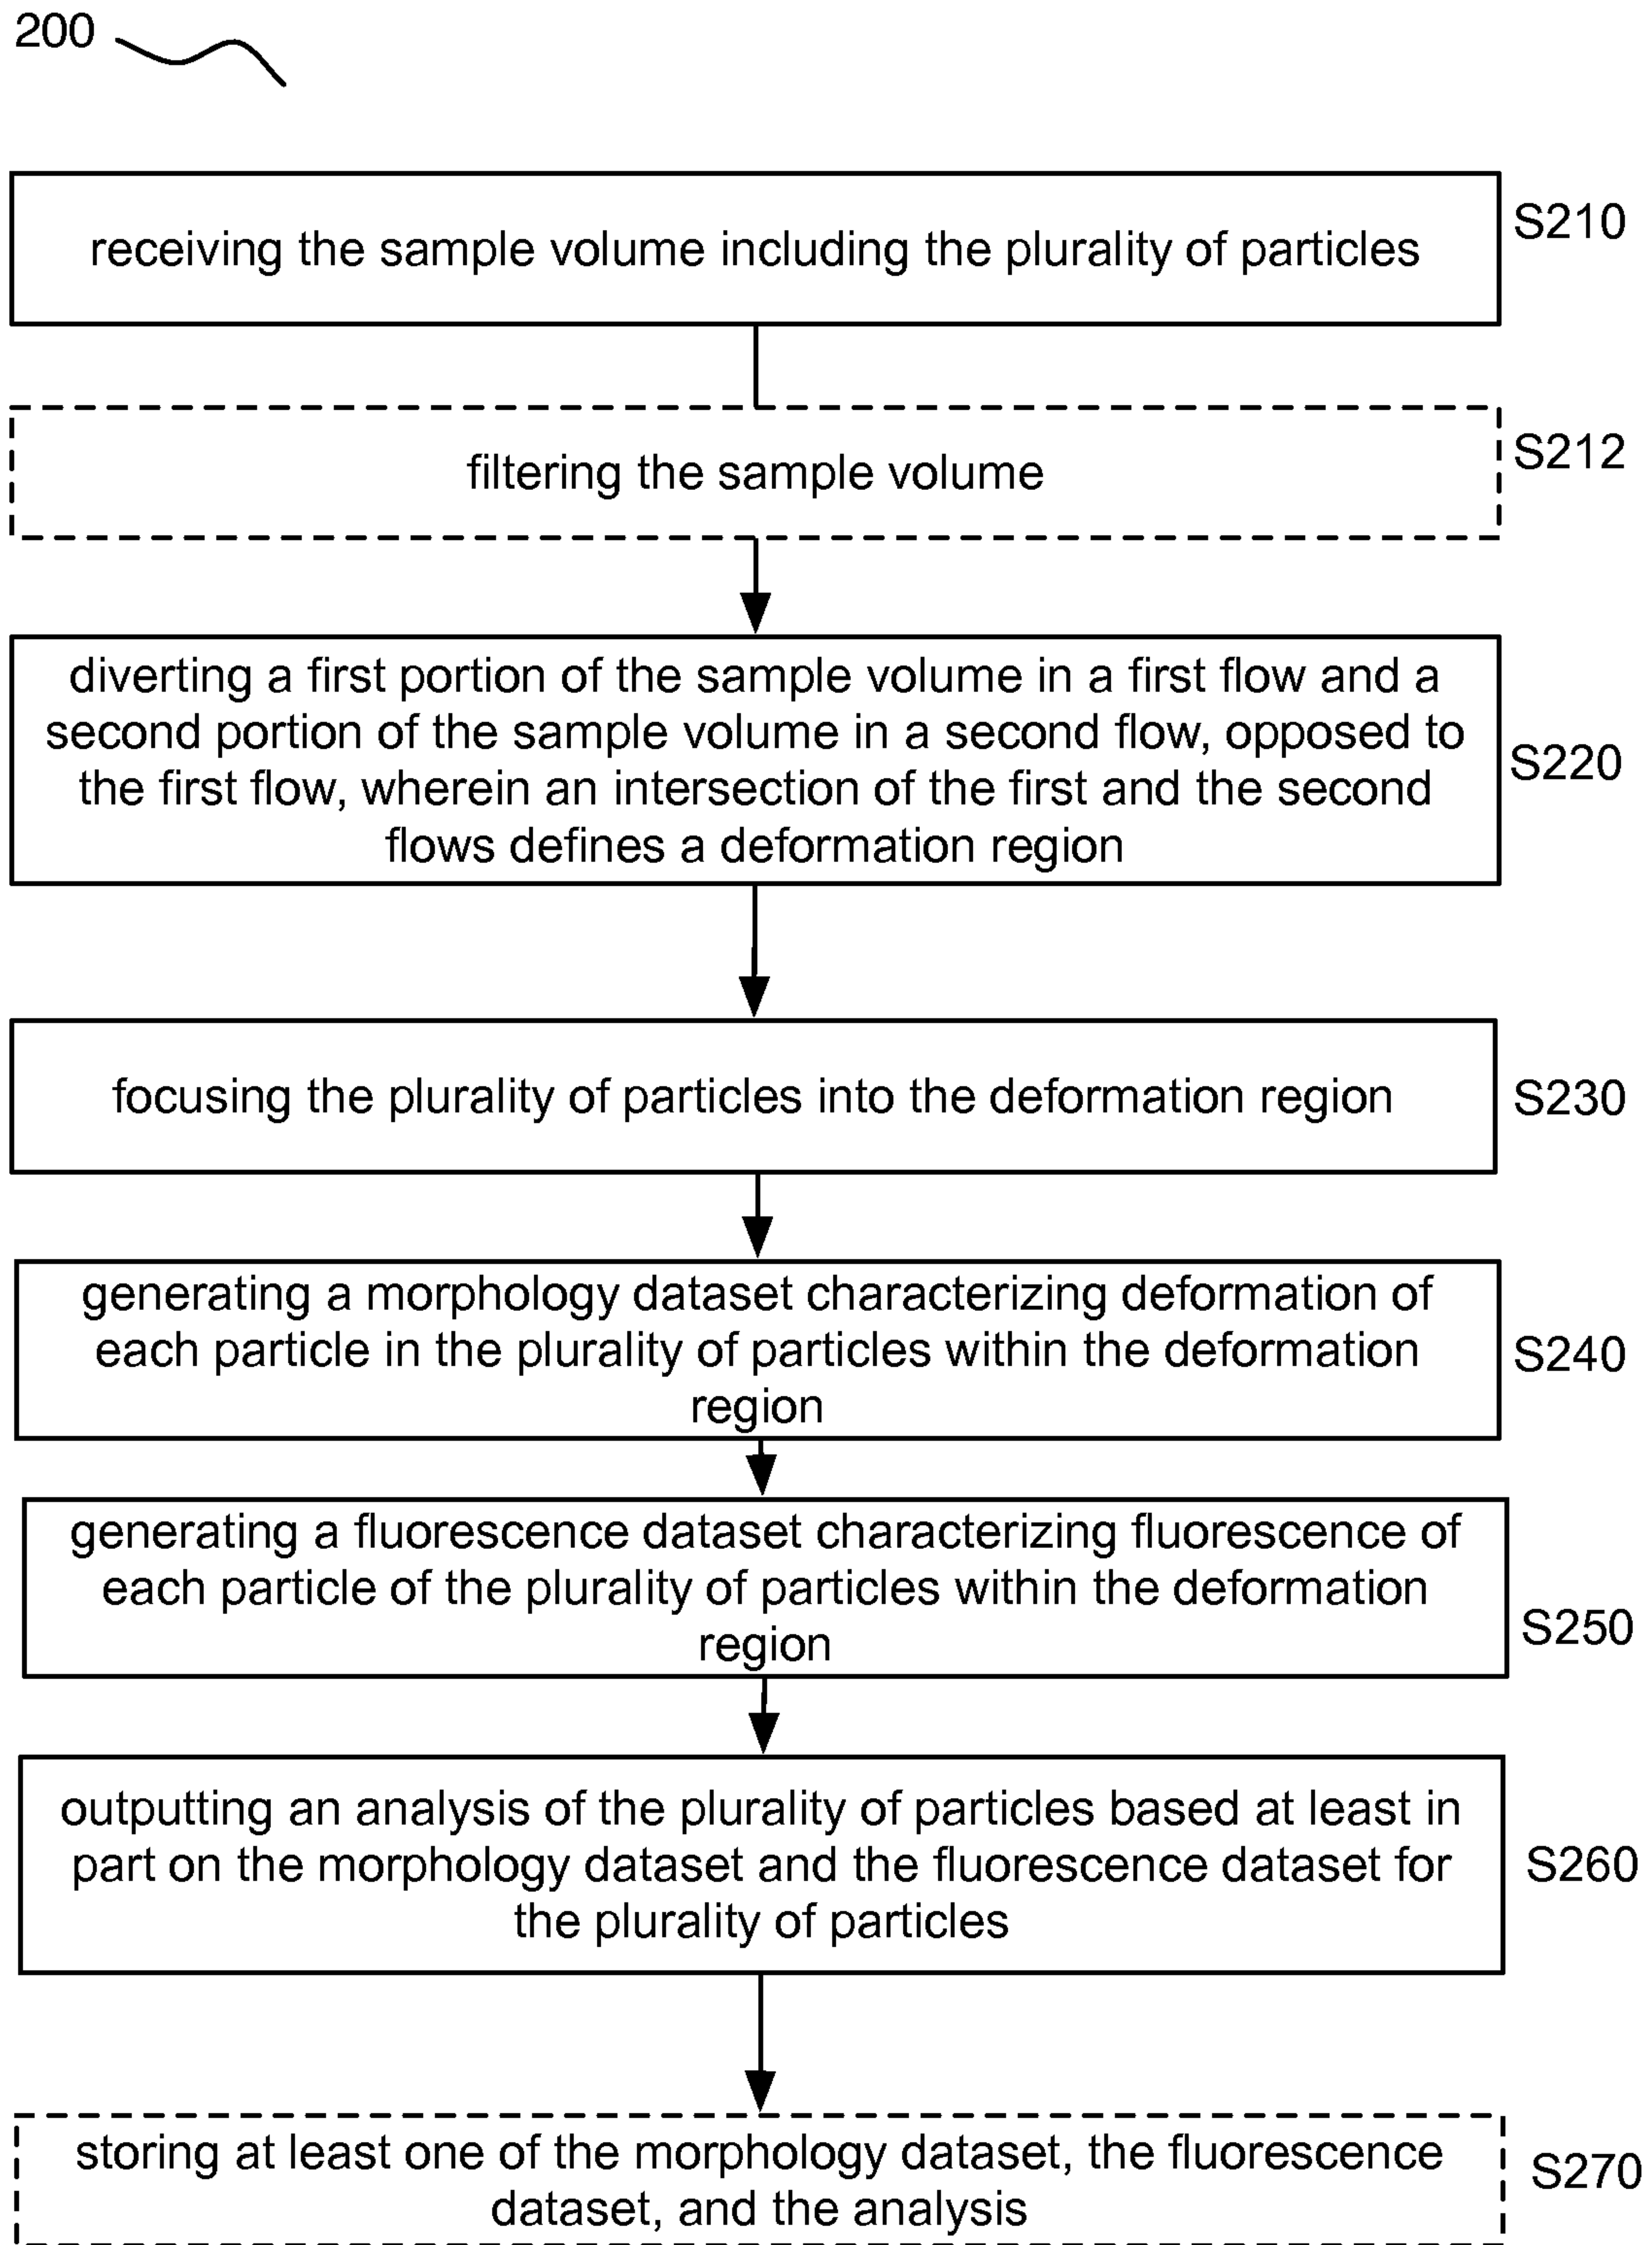 200
receiving the sample volume including the plurality of particles
S210
filtering the sample volume
S212
diverting a first portion of the sample volume in a first flow and a
second portion of the sample volume in a second flow, opposed to
the first flow, wherein an intersection of the first and the second
flows defines a deformation region
S220
focusing the plurality of particles into the deformation region
S230
generating a morphology dataset characterizing deformation of
each particle in the plurality of particles within the deformation
region
S240
generating a fluorescence dataset characterizing fluorescence of
each particle of the plurality of particles within the deformation
region
S250
outputting an analysis of the plurality of particles based at least in
part on the morphology dataset and the fluorescence dataset for
the plurality of particles
S260
storing at least one of the morphology dataset, the fluorescence
dataset, and the analysis
S270